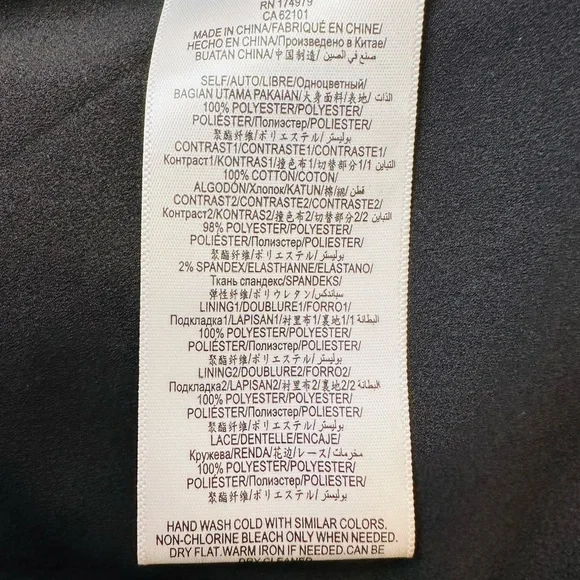 RN 174979
CA 62101
MADE IN CHINA/FABRIQUÉ EN CHINE/
HECHO EN CHINA/Произведено в Китае/
BUATAN CHINA/中国制造/ صنع في الصين
SELF/AUTO/LIBRE/Одноцветный/
BAGIAN UTAMA PAKAIAN/大身面料/表地/ الذات
100% POLYESTER/POLYESTER/
POLIÉSTER/Полиэстер/POLIESTER/
聚酯纤维/ポリエステル/ بوليستر
CONTRAST1/CONTRASTE1/CONTRASTE1/
Контраст1/KONTRAS1/撞色布1/切替部分1/ التباين1
100% COTTON/COTON/
ALGODÓN/Хлопок/KATUN/棉/綿/ قطن
CONTRAST2/CONTRASTE2/CONTRASTE2/
Контраст2/KONTRAS2/撞色布2/切替部分2/ التباين2
98% POLYESTER/POLYESTER/
POLIÉSTER/Полиэстер/POLIESTER/
聚酯纤维/ポリエステル/ بوليستر
2% SPANDEX/ELASTHANNE/ELASTANO/
Ткань спандекс/SPANDEKS/
弹性纤维/ポリウレタン/ سباندكس
LINING1/DOUBLURE1/FORRO1/
Подкладка1/LAPISAN1/衬里布1/裏地1/ البطانة1
100% POLYESTER/POLYESTER/
POLIÉSTER/Полиэстер/POLIESTER/
聚酯纤维/ポリエステル/ بوليستر
LINING2/DOUBLURE2/FORRO2/
Подкладка2/LAPISAN2/衬里布2/裏地2/ البطانة2
100% POLYESTER/POLYESTER/
POLIÉSTER/Полиэстер/POLIESTER/
聚酯纤维/ポリエステル/ بوليستر
LACE/DENTELLE/ENCAJE/
Кружева/RENDA/花边/レース/ مخرمات
100% POLYESTER/POLYESTER/
POLIÉSTER/Полиэстер/POLIESTER/
聚酯纤维/ポリエステル/ بوليستر
HAND WASH COLD WITH SIMILAR COLORS.
NON-CHLORINE BLEACH ONLY WHEN NEEDED.
DRY FLAT.WARM IRON IF NEEDED.CAN BE
DRY CLEANED